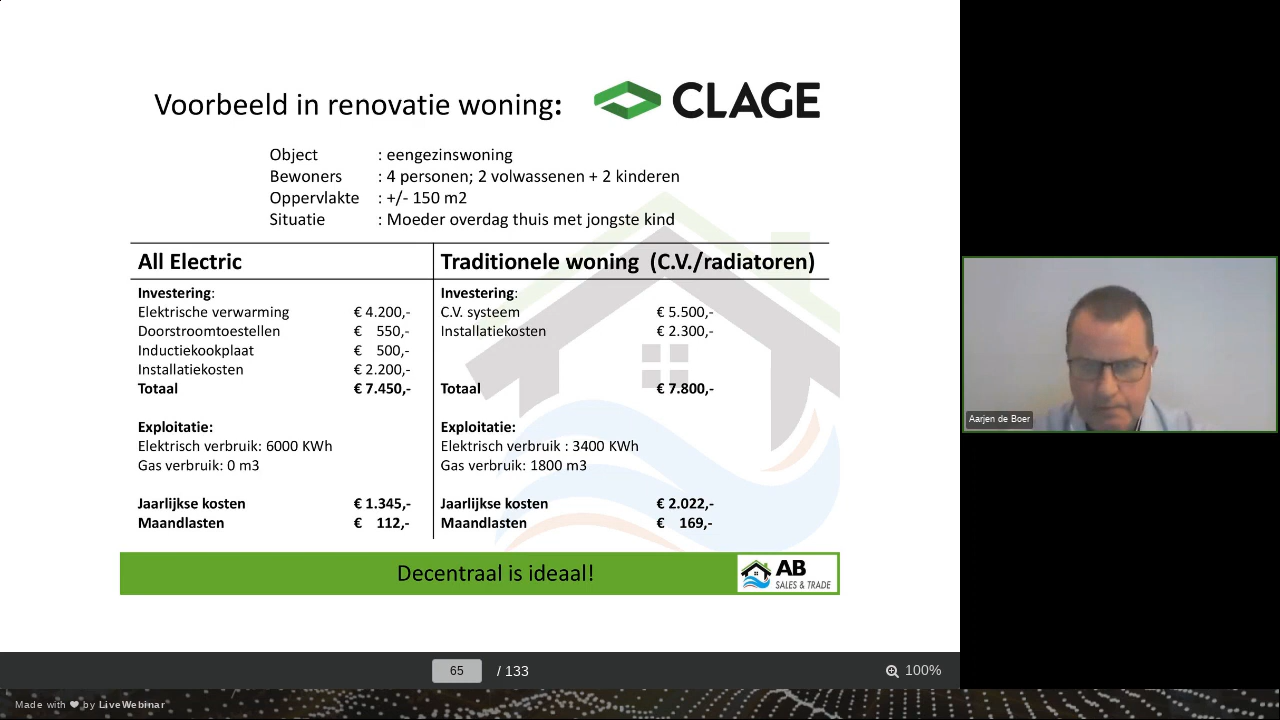 Voorbeeld in renovatie woning:
CLAGE
Object : eengezinswoning
Bewoners : 4 personen; 2 volwassenen + 2 kinderen
Oppervlakte : +/- 150 m2
Situatie : Moeder overdag thuis met jongste kind
All Electric
Investering:
Elektrische verwarming € 4.200,-
Doorstroomtoestellen € 550,-
Inductiekookplaat € 500,-
Installatiekosten € 2.200,-
Totaal € 7.450,-
Exploitatie:
Elektrisch verbruik: 6000 KWh
Gas verbruik: 0 m3
Jaarlijkse kosten € 1.345,-
Maandlasten € 112,-
Traditionele woning (C.V./radiatoren)
Investering:
C.V. systeem € 5.500,-
Installatiekosten € 2.300,-
Totaal € 7.800,-
Exploitatie:
Elektrisch verbruik : 3400 KWh
Gas verbruik: 1800 m3
Jaarlijkse kosten € 2.022,-
Maandlasten € 169,-
Decentraal is ideaal!
AB
SALES & TRADE
Aarjen de Boer
65 / 133
100%
Made with ❤ by LiveWebinar